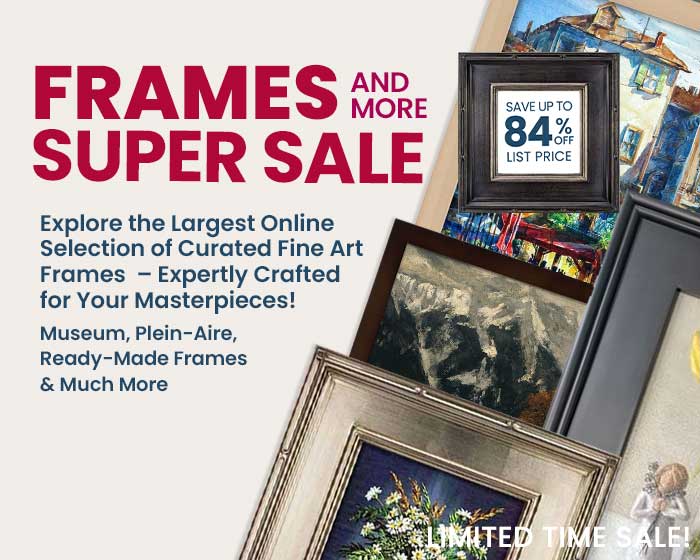 FRAMES AND MORE
SUPER SALE
SAVE UP TO
84% OFF
LIST PRICE
Explore the Largest Online
Selection of Curated Fine Art
Frames – Expertly Crafted
for Your Masterpieces!
Museum, Plein-Aire,
Ready-Made Frames
& Much More
LIMITED TIME SALE!